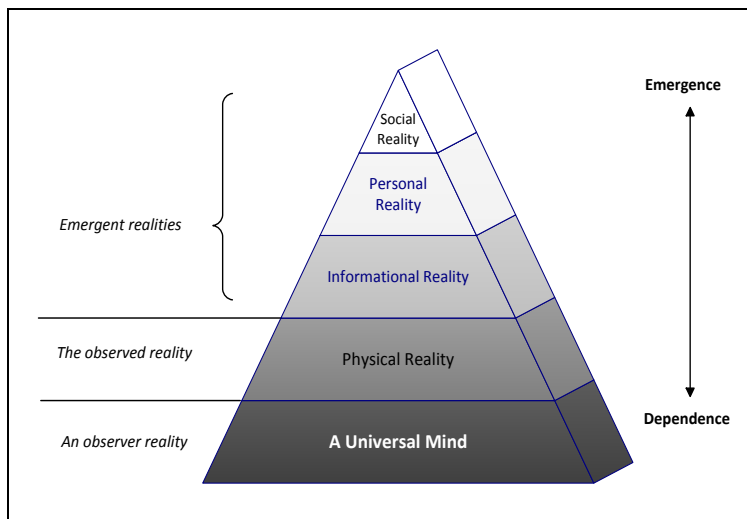 Emergence
Social
Reality
Personal
Reality
Emergent realities
Informational Reality
The observed reality
Physical Reality
Dependence
An observer reality
A Universal Mind